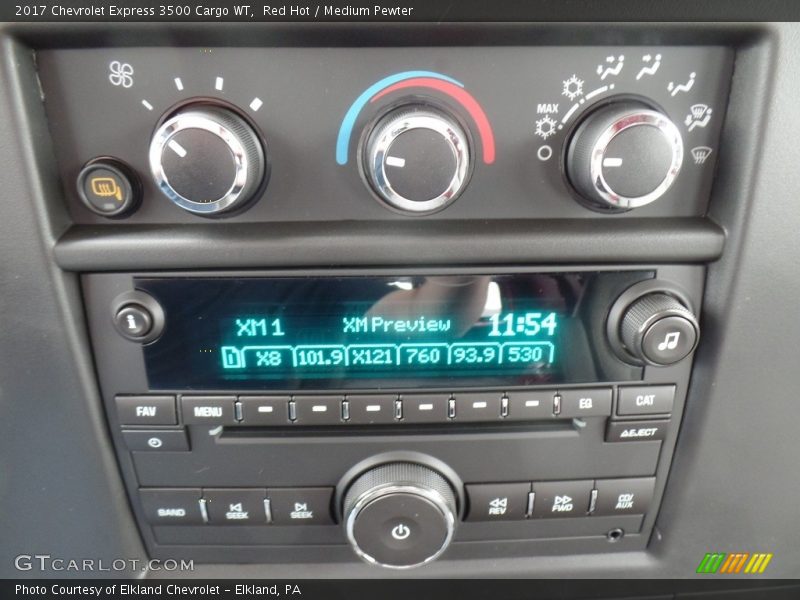 2017 Chevrolet Express 3500 Cargo WT,  Red Hot / Medium Pewter
MAX
XM 1 XM Preview 11:54
X8 101.9 X121 760 93.9 530
FAV MENU EQ CAT
EJECT
BAND SEEK SEEK REV FWD CD/AUX
GTCARLOT.COM
Photo Courtesy of Elkland Chevrolet – Elkland, PA